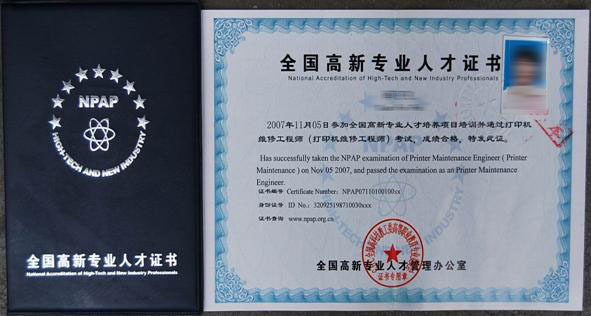 NPAP
HIGH-TECH AND NEW INDUSTRY
全国高新专业人才证书
National Accreditation of High-Tech and New Industry Professionals
全国高新专业人才证书
National Accreditation of High-Tech and New Industry Professionals
2007年11月05日参加全国高新专业人才培养项目培训并通过打印机
维修工程师（打印机维修工程师）考试，成绩合格，特发此证。
Has successfully taken the NPAP examination of Printer Maintenance Engineer ( Printer
Maintenance ) on Nov 05 2007, and passed the examination as an Printer Maintenance
Engineer.
证书编号 Certificate Number: NPAP07110100100xx
身份证号 ID No.: 320925198710030xxx
证书查询 www.npap.org.cn
证书专用章
全国高新专业人才管理办公室